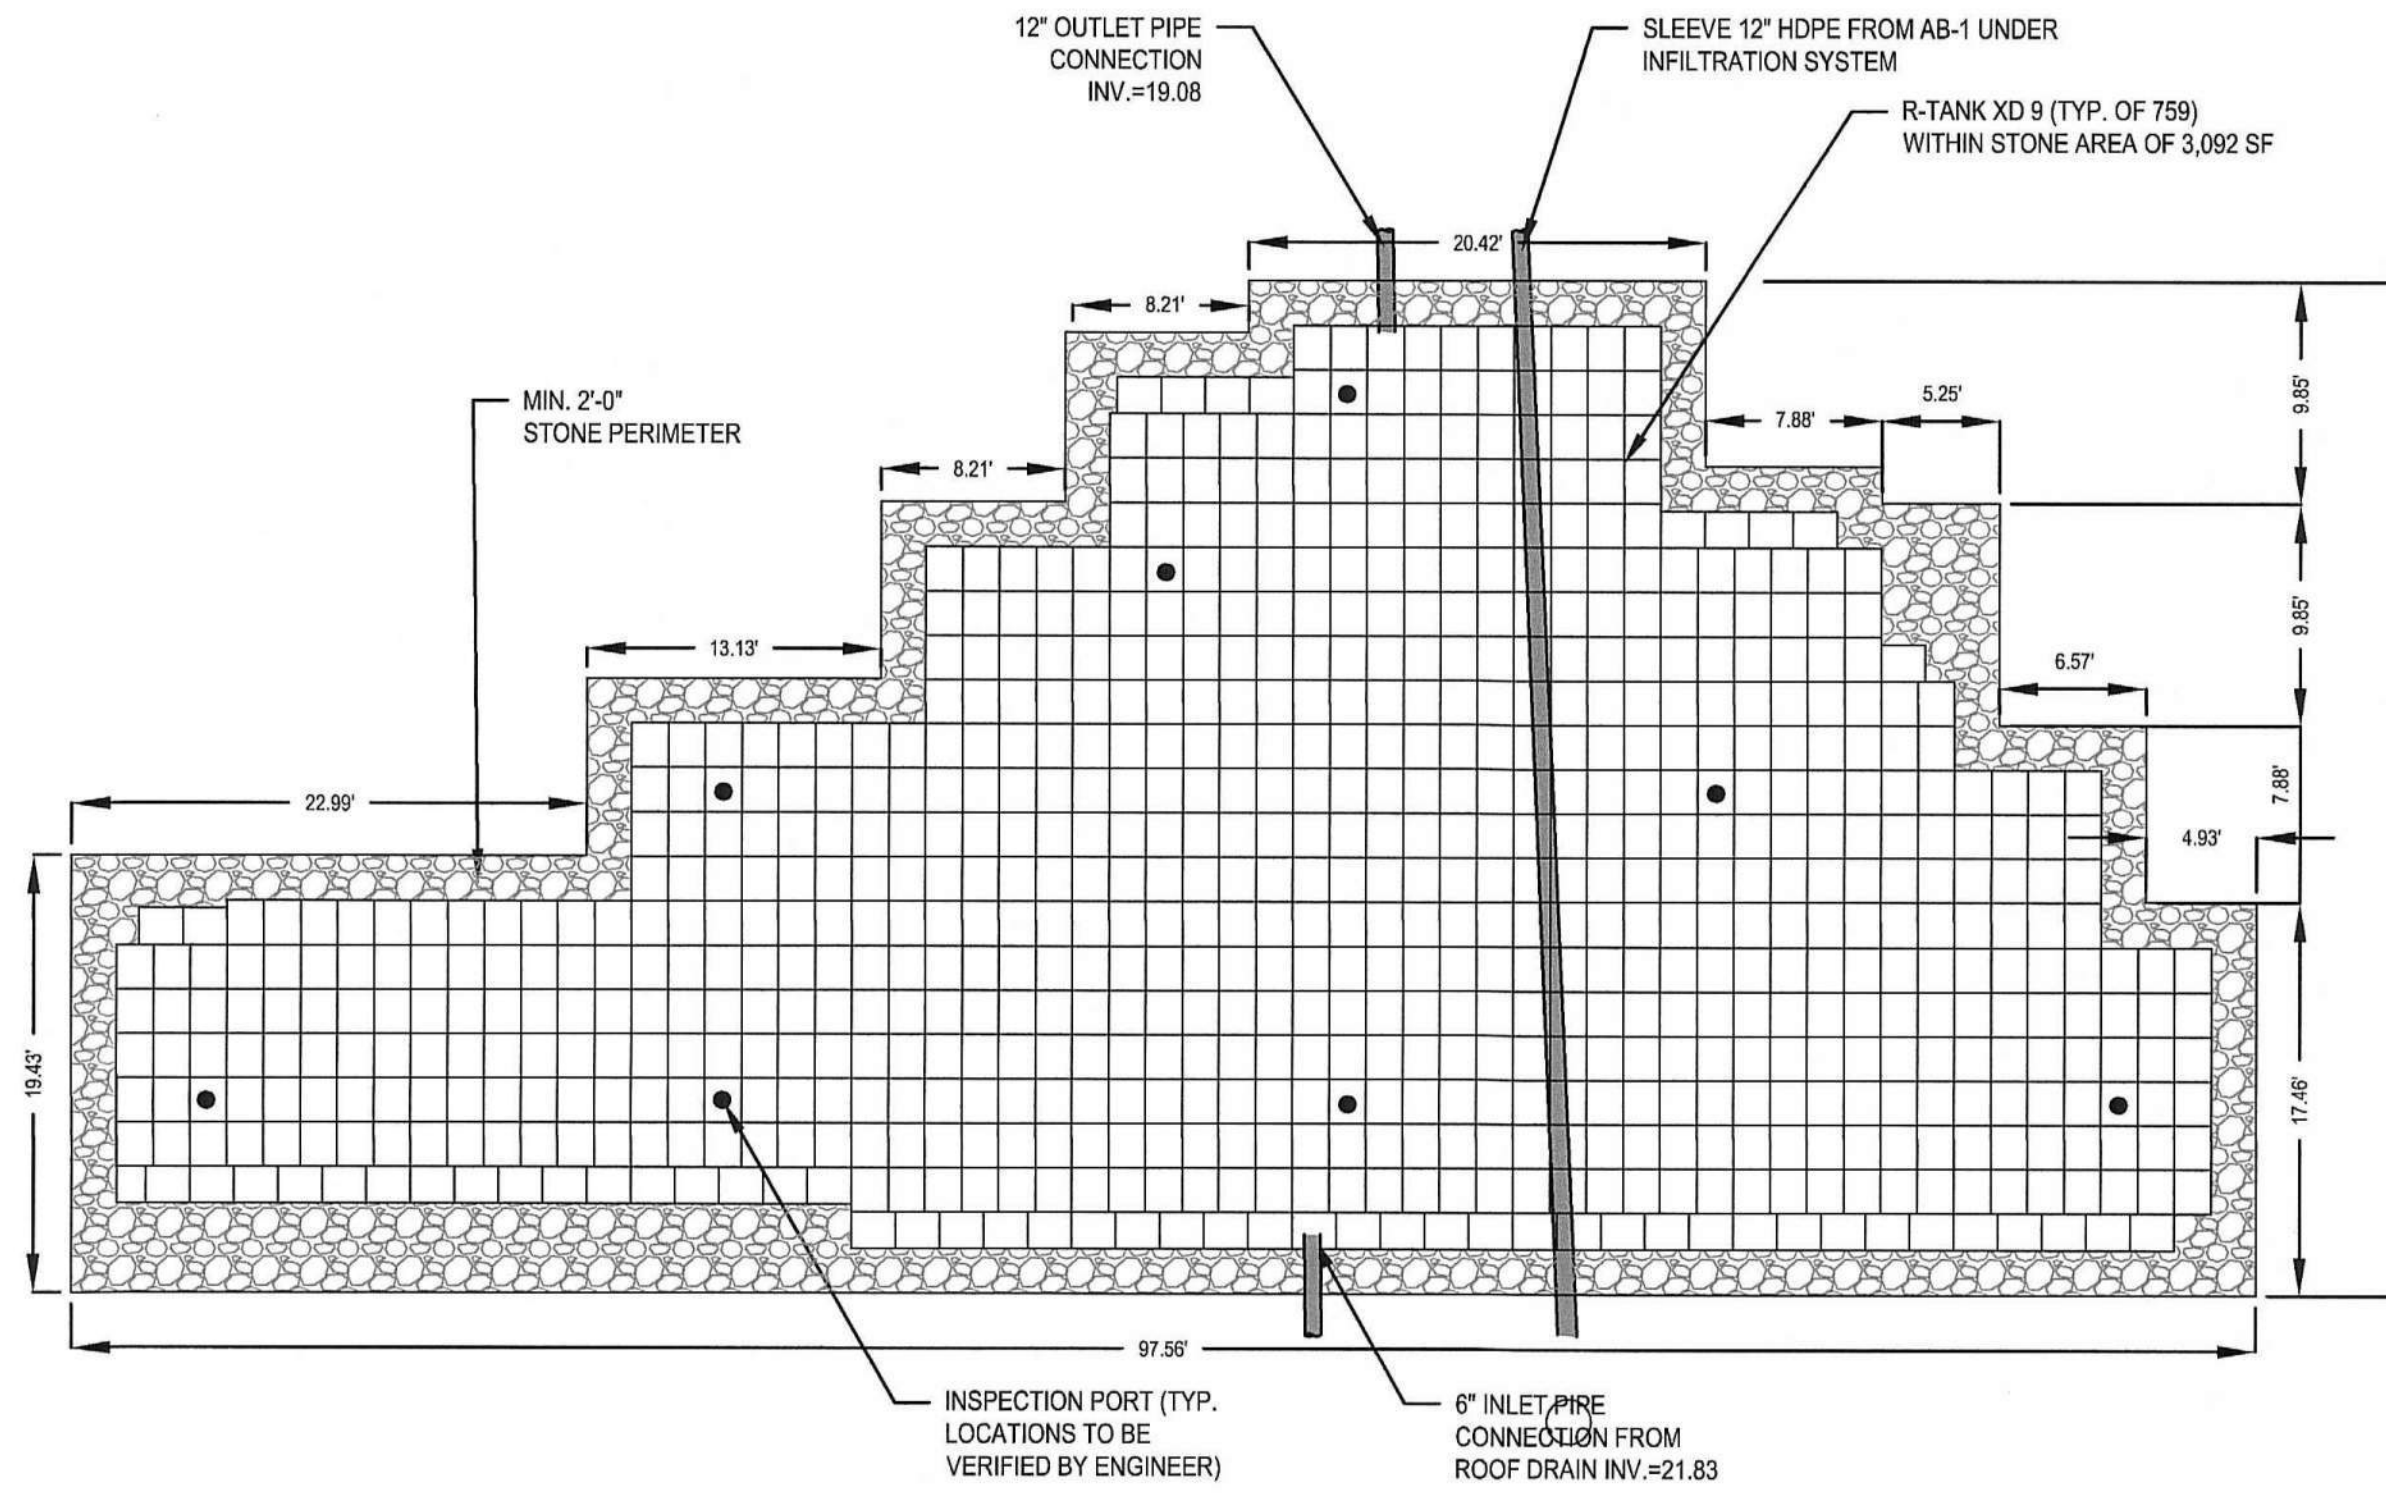 12" OUTLET PIPE
CONNECTION
INV.=19.08
SLEEVE 12" HDPE FROM AB-1 UNDER
INFILTRATION SYSTEM
R-TANK XD 9 (TYP. OF 759)
WITHIN STONE AREA OF 3,092 SF
20.42'
8.21'
9.85'
5.25'
7.88'
MIN. 2'-0"
STONE PERIMETER
8.21'
9.85'
13.13'
6.57'
7.88'
22.99'
4.93'
19.43'
17.46'
97.56'
INSPECTION PORT (TYP.
LOCATIONS TO BE
VERIFIED BY ENGINEER)
6" INLET PIPE
CONNECTION FROM
ROOF DRAIN INV.=21.83